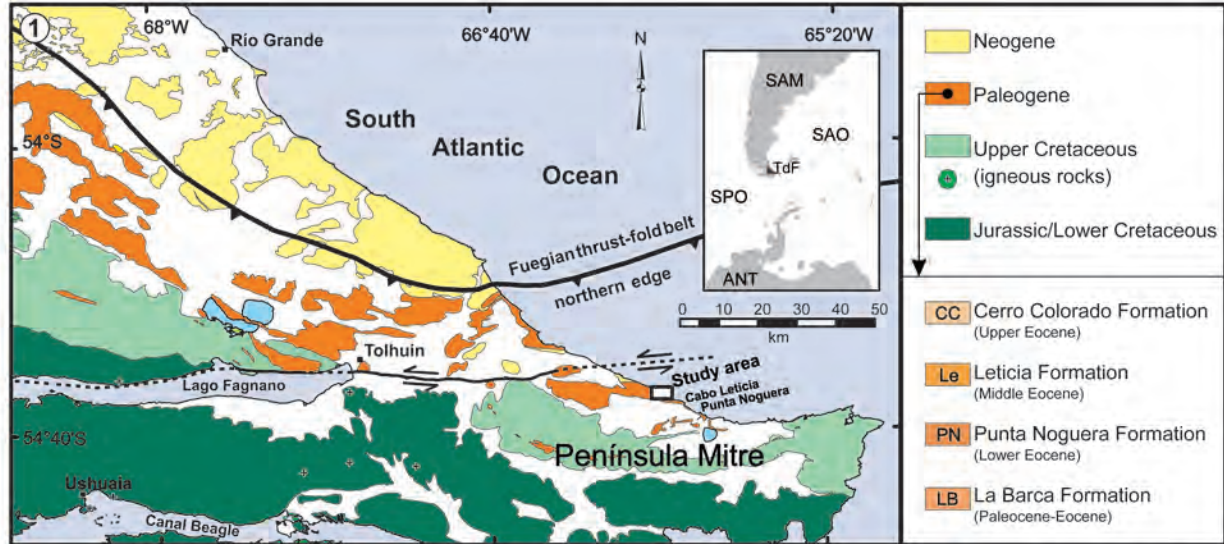 1
68°W
66°40'W
65°20'W
Rio Grande
N
54°S
South
Atlantic
Ocean
SAM
SAO
TdF
SPO
ANT
Fuegian thrust-fold belt
northern edge
0 10 20 30 40 50
km
Tolhuin
Lago Fagnano
Study area
Cabo Leticia
Punta Noguera
54°40'S
Península Mitre
Ushuaia
Canal Beagle
Neogene
Paleogene
Upper Cretaceous
(igneous rocks)
Jurassic/Lower Cretaceous
CC Cerro Colorado Formation
(Upper Eocene)
Le Leticia Formation
(Middle Eocene)
PN Punta Noguera Formation
(Lower Eocene)
LB La Barca Formation
(Paleocene-Eocene)